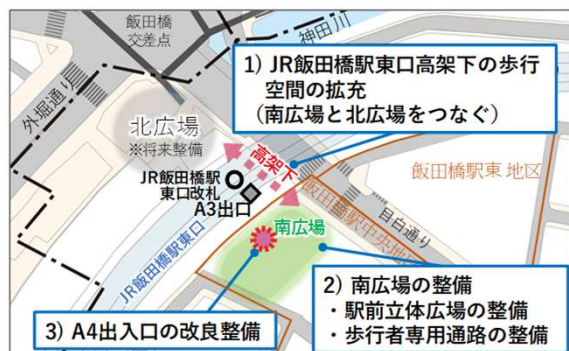 飯田橋
交差点
神田川
外堀通り
1) JR飯田橋駅東口高架下の歩行
空間の拡充
(南広場と北広場をつなぐ)
北広場
※将来整備
高架下
JR飯田橋駅
東口改札
A3出口
飯田橋駅東 地区
飯田橋駅中央地区
目白通り
南広場
JR飯田橋駅東口
2) 南広場の整備
・駅前立体広場の整備
・歩行者専用通路の整備
3) A4出入口の改良整備